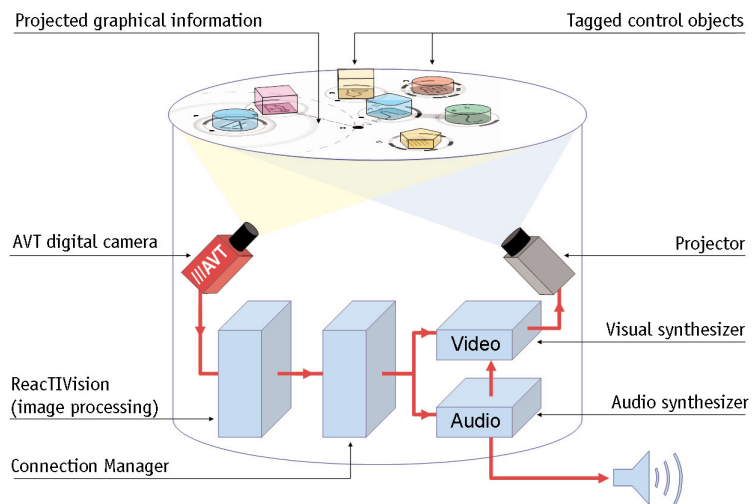 Projected graphical information
Tagged control objects
AVT digital camera
///AVT
Projector
Video
Visual synthesizer
ReacTIVision
(image processing)
Audio
Audio synthesizer
Connection Manager